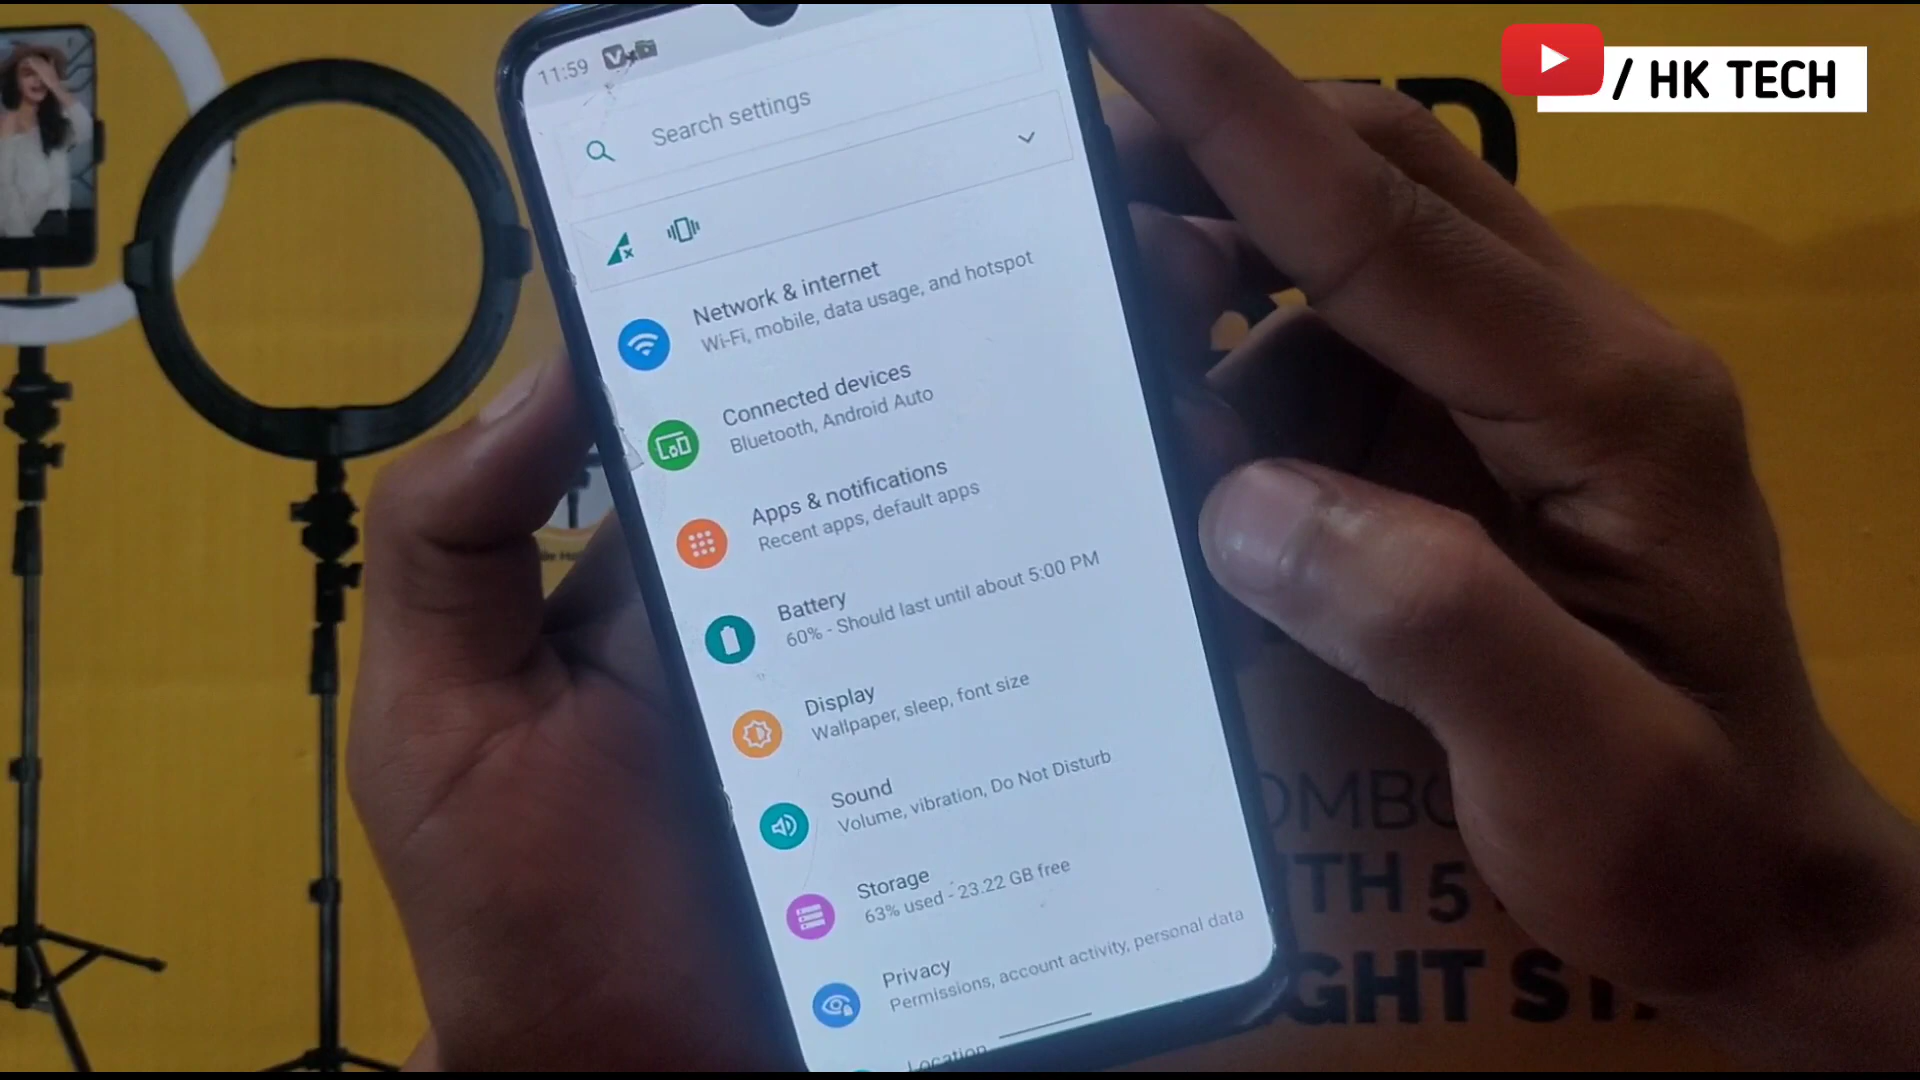 / HK TECH
11:59
Search settings
Network & internet
Wi-Fi, mobile, data usage, and hotspot
Connected devices
Bluetooth, Android Auto
Apps & notifications
Recent apps, default apps
Battery
60% - Should last until about 5:00 PM
Display
Wallpaper, sleep, font size
Sound
Volume, vibration, Do Not Disturb
Storage
63% used - 23.22 GB free
Privacy
Permissions, account activity, personal data
Location